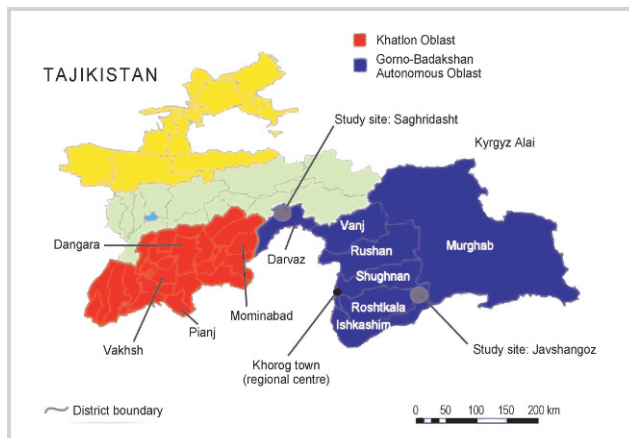 Khatlon Oblast
Gorno-Badakshan
Autonomous Oblast
TAJIKISTAN
Study site: Saghridasht
Kyrgyz Alai
Vanj
Dangara
Darvaz
Rushan
Murghab
Shughnan
Mominabad
Roshtkala
Ishkashim
Pianj
Vakhsh
Khorog town
(regional centre)
Study site: Javshangoz
District boundary
0 50 100 150 200 km